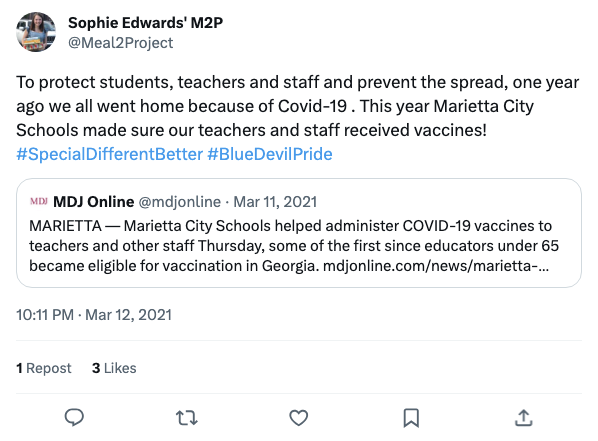 Sophie Edwards' M2P
@Meal2Project
To protect students, teachers and staff and prevent the spread, one year
ago we all went home because of Covid-19 . This year Marietta City
Schools made sure our teachers and staff received vaccines!
#SpecialDifferentBetter #BlueDevilPride
MDJ MDJ Online @mdjonline · Mar 11, 2021
MARIETTA — Marietta City Schools helped administer COVID-19 vaccines to
teachers and other staff Thursday, some of the first since educators under 65
became eligible for vaccination in Georgia. mdjonline.com/news/marietta-...
10:11 PM · Mar 12, 2021
1 Repost 3 Likes